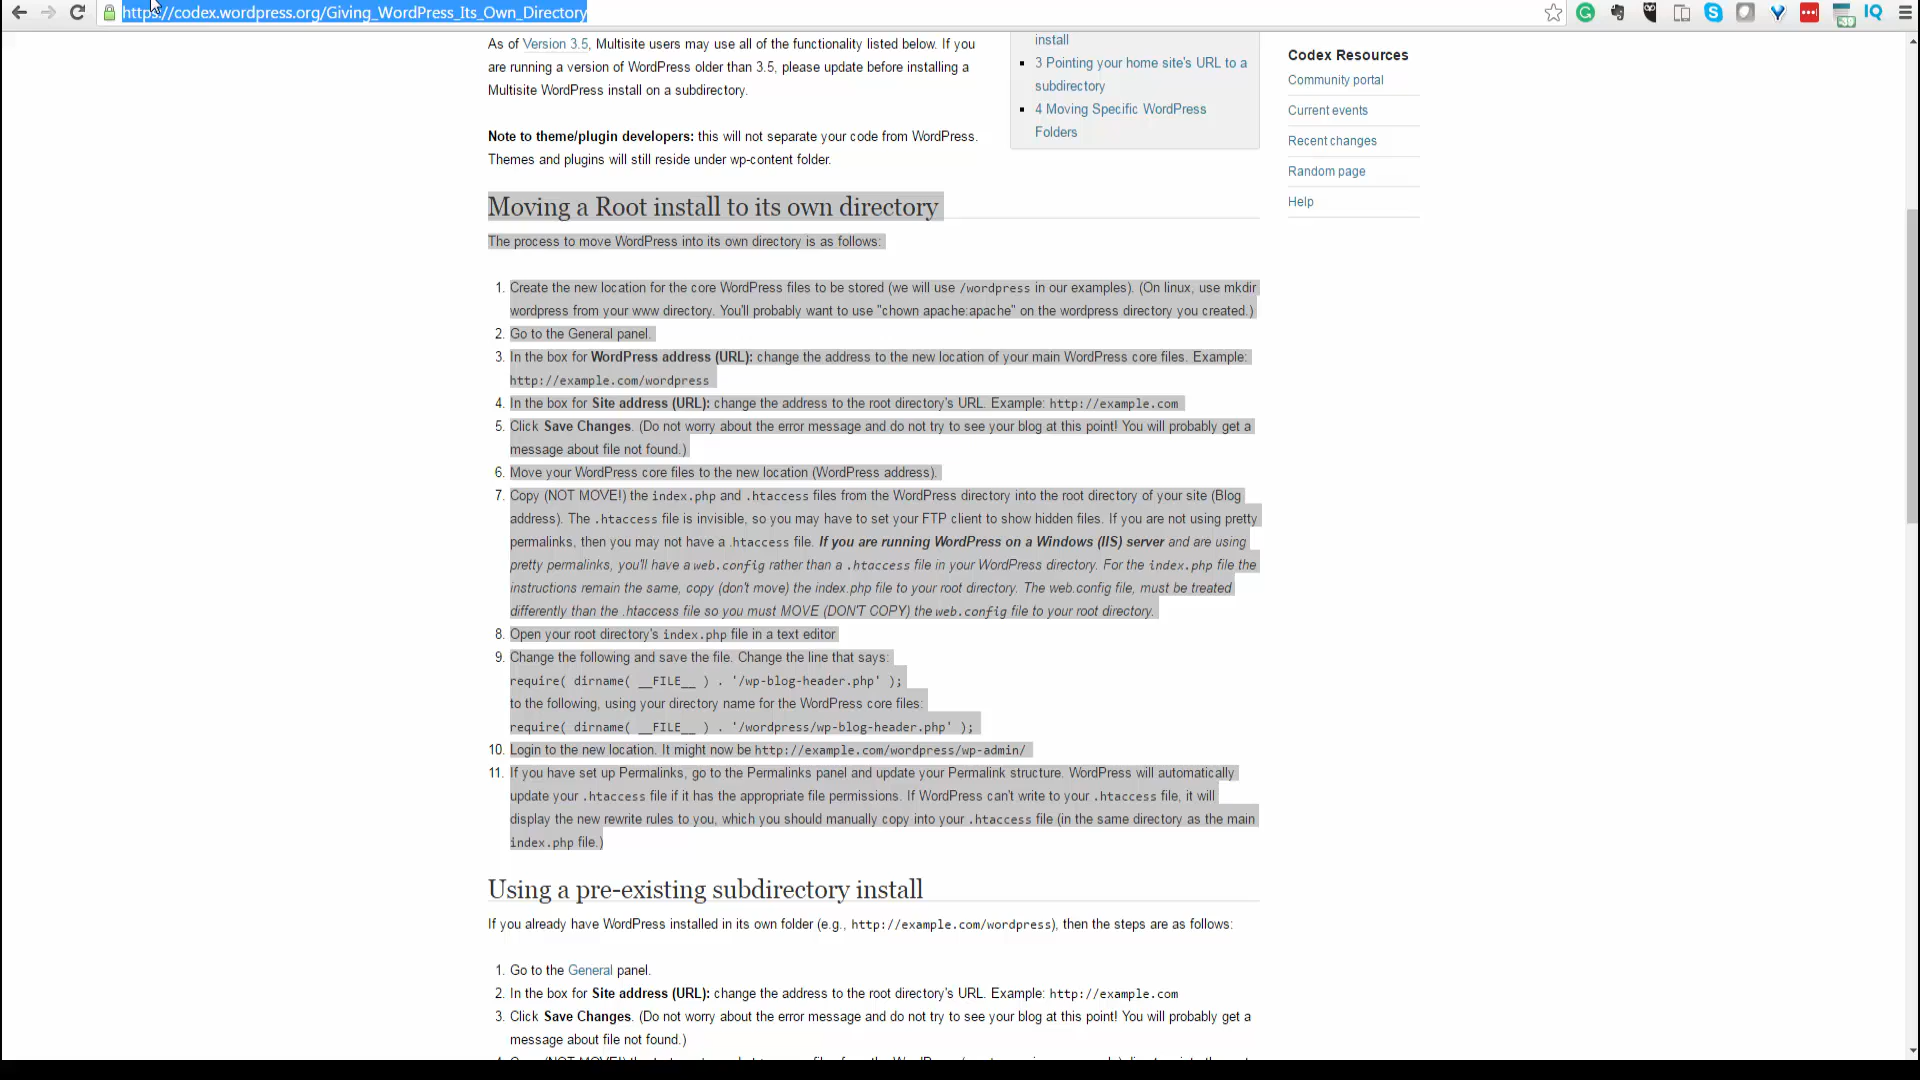 https://codex.wordpress.org/Giving_WordPress_Its_Own_Directory
As of Version 3.5, Multisite users may use all of the functionality listed below. If you
are running a version of WordPress older than 3.5, please update before installing a
Multisite WordPress install on a subdirectory.
Note to theme/plugin developers: this will not separate your code from WordPress.
Themes and plugins will still reside under wp-content folder.
install
3 Pointing your home site's URL to a
subdirectory
4 Moving Specific WordPress
Folders
Codex Resources
Community portal
Current events
Recent changes
Random page
Help
Moving a Root install to its own directory
The process to move WordPress into its own directory is as follows:
1. Create the new location for the core WordPress files to be stored (we will use /wordpress in our examples). (On linux, use mkdir
wordpress from your www directory. You'll probably want to use "chown apache:apache" on the wordpress directory you created.)
2. Go to the General panel.
3. In the box for WordPress address (URL): change the address to the new location of your main WordPress core files. Example:
http://example.com/wordpress
4. In the box for Site address (URL): change the address to the root directory's URL. Example: http://example.com
5. Click Save Changes. (Do not worry about the error message and do not try to see your blog at this point! You will probably get a
message about file not found.)
6. Move your WordPress core files to the new location (WordPress address).
7. Copy (NOT MOVE!) the index.php and .htaccess files from the WordPress directory into the root directory of your site (Blog
address). The .htaccess file is invisible, so you may have to set your FTP client to show hidden files. If you are not using pretty
permalinks, then you may not have a .htaccess file. If you are running WordPress on a Windows (IIS) server and are using
pretty permalinks, you'll have a web.config rather than a .htaccess file in your WordPress directory. For the index.php file the
instructions remain the same, copy (don't move) the index.php file to your root directory. The web.config file, must be treated
differently than the .htaccess file so you must MOVE (DON'T COPY) the web.config file to your root directory.
8. Open your root directory's index.php file in a text editor
9. Change the following and save the file. Change the line that says:
require( dirname( __FILE__ ) . '/wp-blog-header.php' );
to the following, using your directory name for the WordPress core files:
require( dirname( __FILE__ ) . '/wordpress/wp-blog-header.php' );
10. Login to the new location. It might now be http://example.com/wordpress/wp-admin/
11. If you have set up Permalinks, go to the Permalinks panel and update your Permalink structure. WordPress will automatically
update your .htaccess file if it has the appropriate file permissions. If WordPress can't write to your .htaccess file, it will
display the new rewrite rules to you, which you should manually copy into your .htaccess file (in the same directory as the main
index.php file.)
Using a pre-existing subdirectory install
If you already have WordPress installed in its own folder (e.g., http://example.com/wordpress), then the steps are as follows:
1. Go to the General panel.
2. In the box for Site address (URL): change the address to the root directory's URL. Example: http://example.com
3. Click Save Changes. (Do not worry about the error message and do not try to see your blog at this point! You will probably get a
message about file not found.)